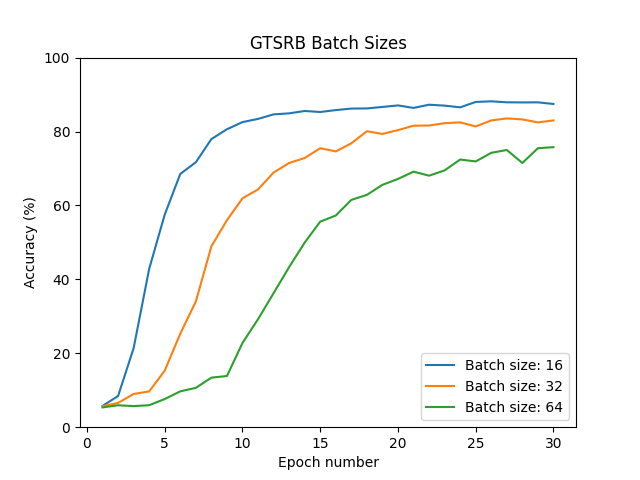 GTSRB Batch Sizes
100
80
60
40
20
0
Accuracy (%)
0 5 10 15 20 25 30
Epoch number
Batch size: 16
Batch size: 32
Batch size: 64